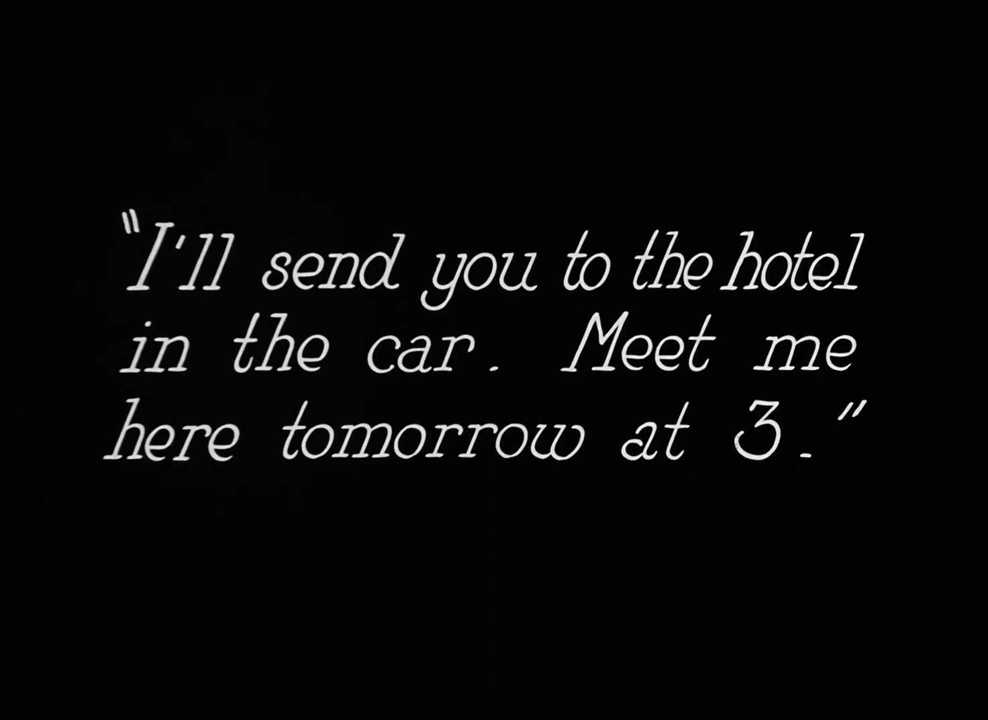 "I'll send you to the hotel
in the car. Meet me
here tomorrow at 3."